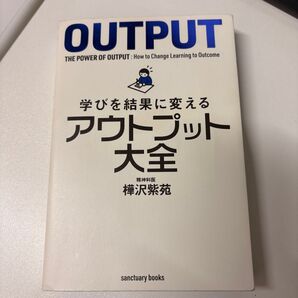 OUTPUT
THE POWER OF OUTPUT : How to Change Learning to Outcome
学びを結果に変える
アウトプット
大全
精神科医
樺沢紫苑
sanctuary books